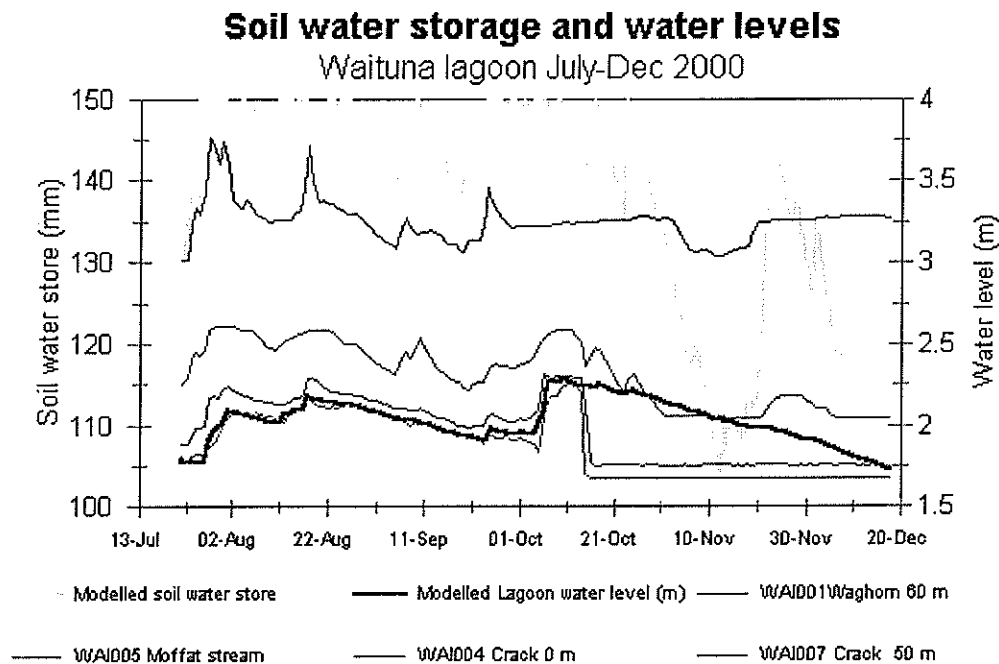 Soil water storage and water levels
Waituna lagoon July-Dec 2000
Soil water store (mm)
150
140
130
120
110
100
Water level (m)
4
3.5
3
2.5
2
1.5
13-Jul 02-Aug 22-Aug 11-Sep 01-Oct 21-Oct 10-Nov 30-Nov 20-Dec
Modelled soil water store Modelled Lagoon water level (m) WAI001Waghorn 60 m
WAI005 Moffat stream WAI004 Crack 0 m WAI007 Crack 50 m